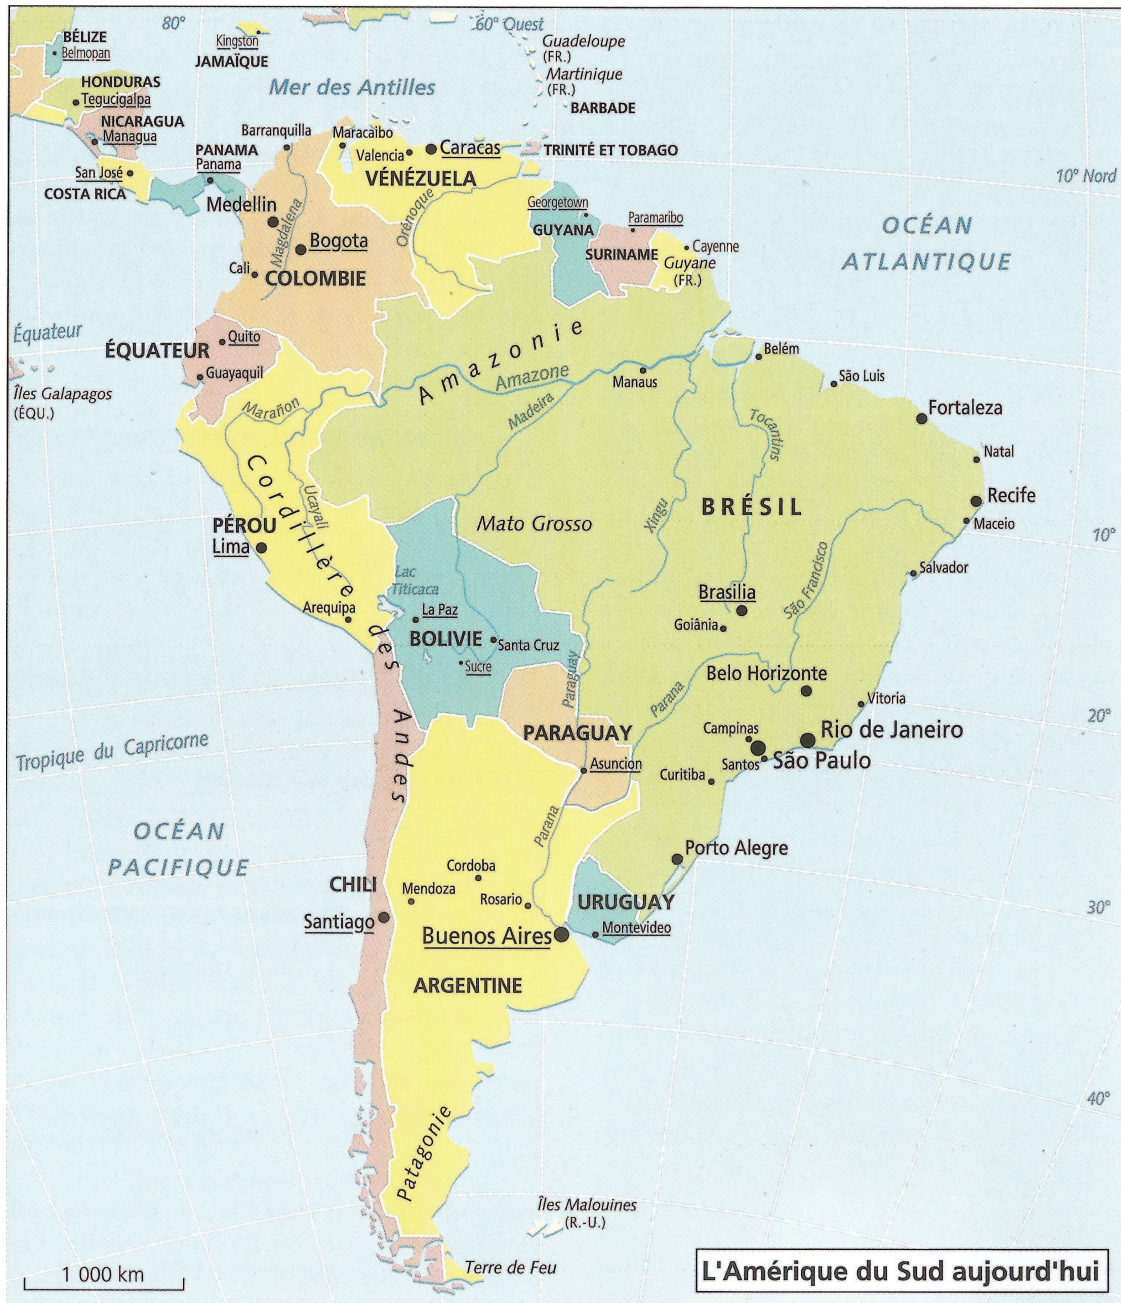 80°
60° Ouest
BÉLIZE
Belmopan
Kingston
JAMAÏQUE
Guadeloupe
(FR.)
Martinique
(FR.)
BARBADE
Mer des Antilles
HONDURAS
Tegucigalpa
NICARAGUA
Managua
PANAMA
Panama
Barranquilla
Maracaibo
Valencia
Caracas
TRINITÉ ET TOBAGO
San José
COSTA RICA
VÉNÉZUELA
10° Nord
Medellin
Magdalena
Orénoque
Georgetown
GUYANA
Paramaribo
SURINAME
Cayenne
Guyane
(FR.)
OCÉAN
ATLANTIQUE
Bogota
Cali
COLOMBIE
Équateur
ÉQUATEUR
Quito
Guayaquil
Îles Galapagos
(ÉQU.)
Amazonie
Amazone
Manaus
Belém
São Luis
Fortaleza
Marañon
Madeira
Tocantins
Natal
Recife
Maceio
Cordillère des Andes
Ucayali
Xingu
BRÉSIL
PÉROU
Lima
Mato Grosso
10°
São Francisco
Salvador
Lac
Titicaca
Arequipa
La Paz
BOLIVIE
Santa Cruz
Sucre
Brasilia
Goiânia
Paraguay
Parana
Belo Horizonte
Vitoria
20°
Tropique du Capricorne
PARAGUAY
Asuncion
Campinas
Rio de Janeiro
Santos
São Paulo
Curitiba
OCÉAN
PACIFIQUE
Parana
Porto Alegre
CHILI
Santiago
Cordoba
Mendoza
Rosario
URUGUAY
Montevideo
30°
Buenos Aires
ARGENTINE
40°
Patagonie
Îles Malouines
(R.-U.)
Terre de Feu
1 000 km
L'Amérique du Sud aujourd'hui